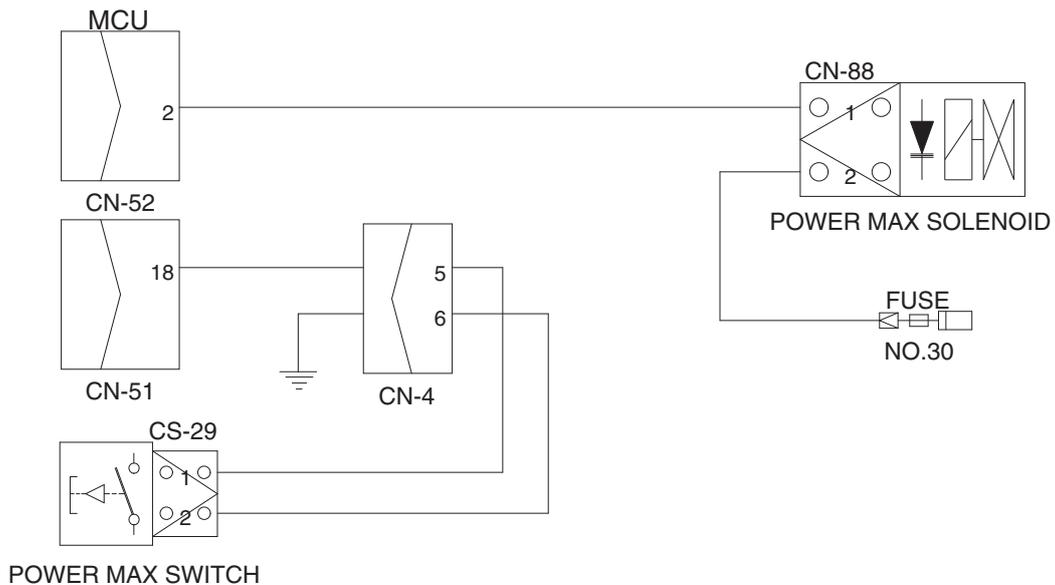 MCU
2
CN-52
CN-88
1
2
POWER MAX SOLENOID
18
CN-51
5
6
CN-4
FUSE
NO.30
CS-29
1
2
POWER MAX SWITCH